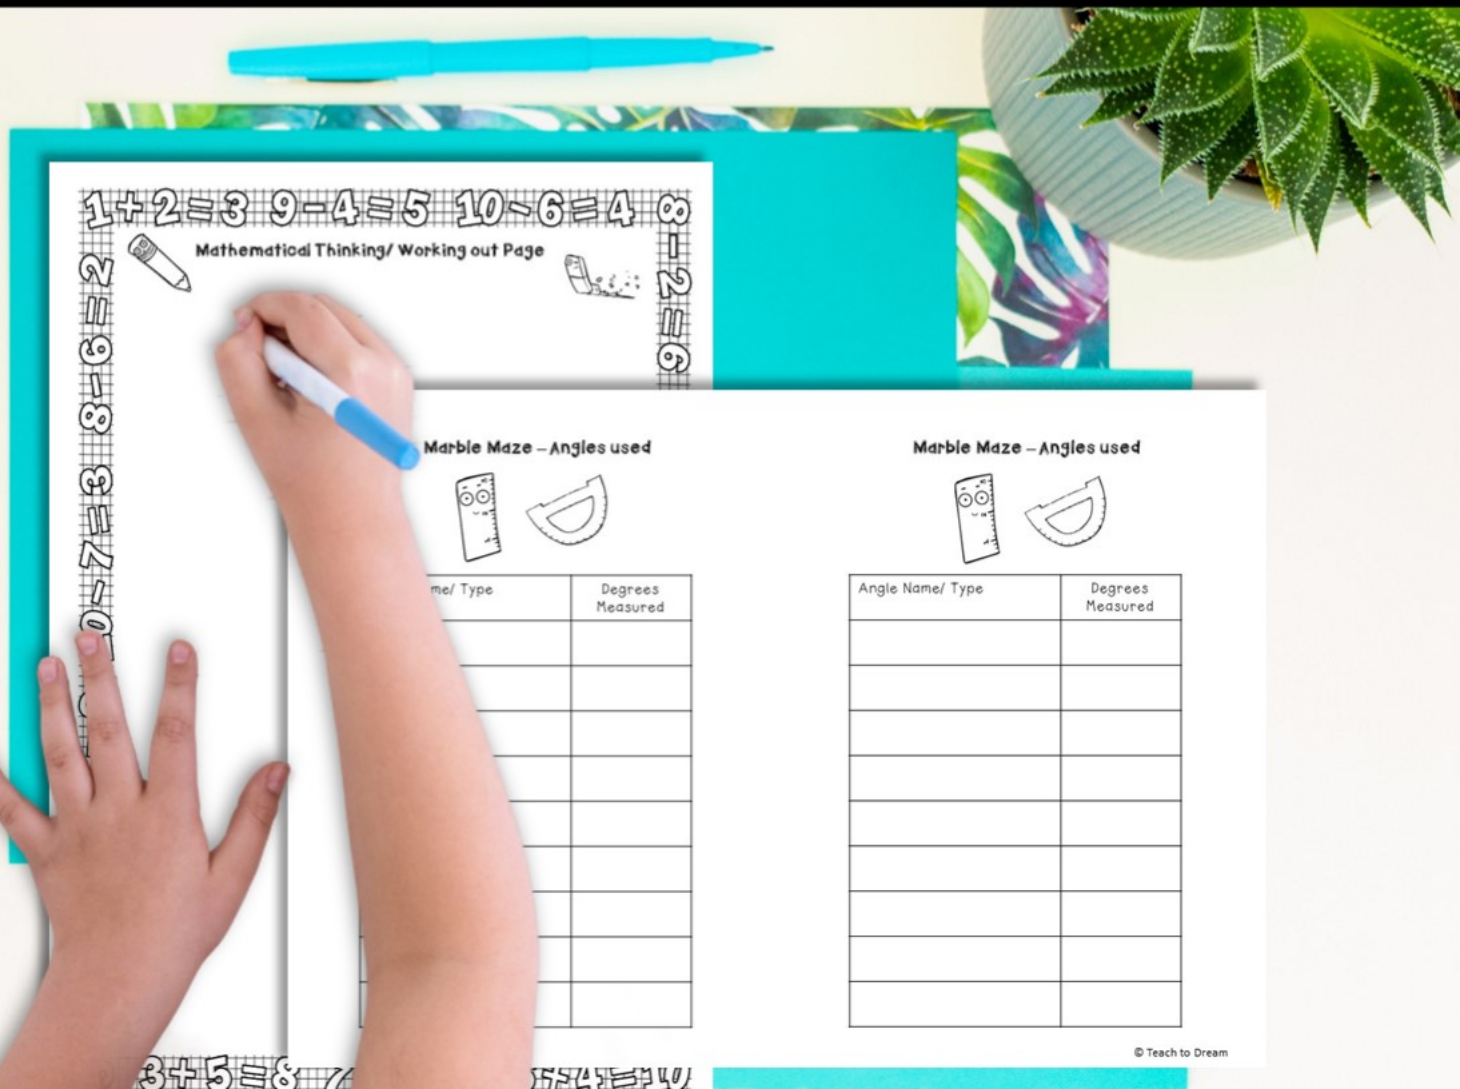 1+2=3 9-4=5 10-6=4
8-2=6
8-6=2
10-7=3
Mathematical Thinking/ Working out Page
Marble Maze – Angles used
me/ Type
Degrees
Measured
Marble Maze – Angles used
Angle Name/ Type
Degrees
Measured
© Teach to Dream
3+5=8
+4=10